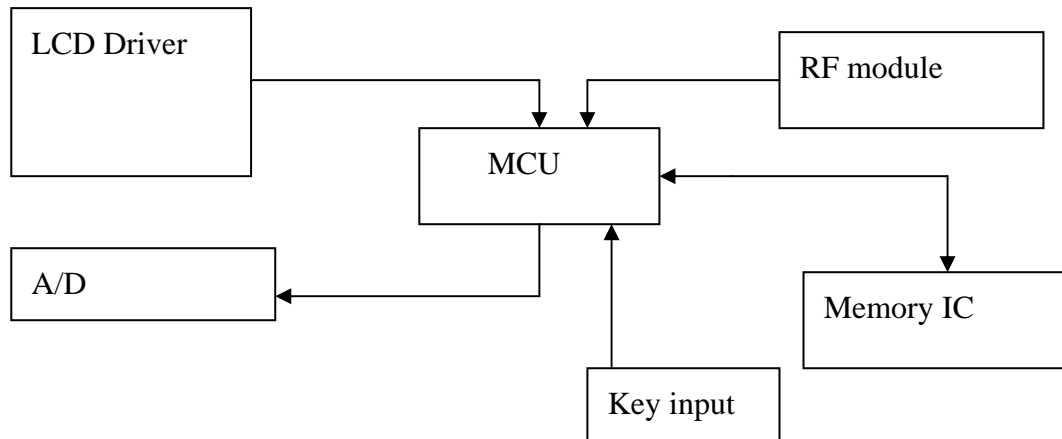 LCD Driver
RF module
MCU
A/D
Memory IC
Key input